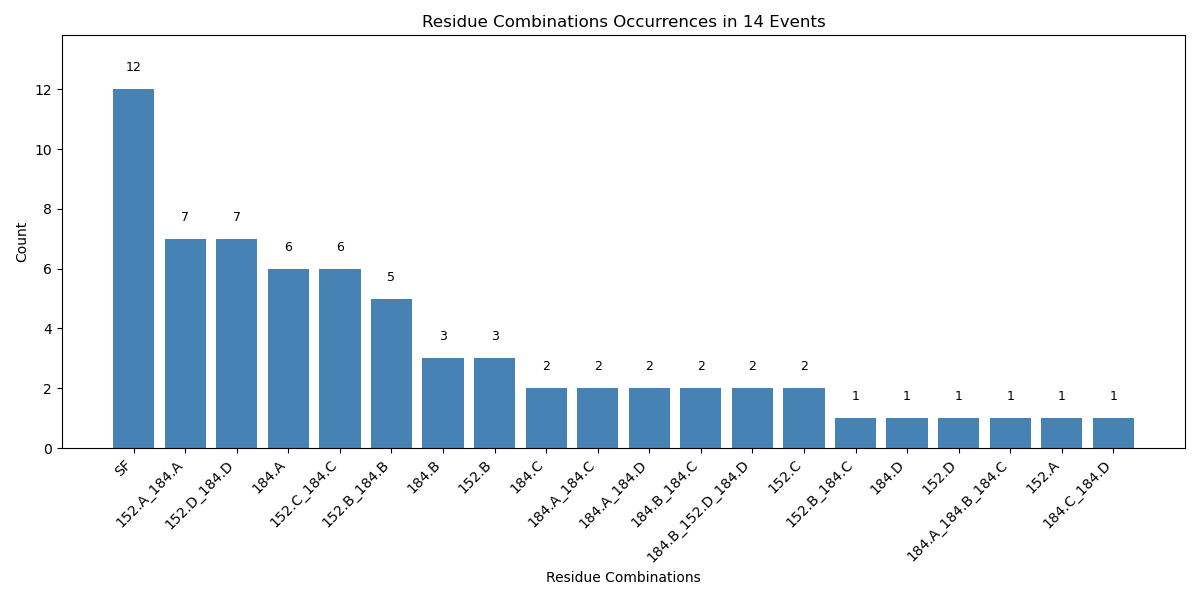 Residue Combinations Occurrences in 14 Events
Count
12
10
8
6
4
2
0
12
7
7
6
6
5
3
3
2
2
2
2
2
2
1
1
1
1
1
1
SF
152.A_184.A
152.D_184.D
184.A
152.C_184.C
152.B_184.B
184.B
152.B
184.C
184.A_184.C
184.A_184.D
184.B_184.C
184.B_152.D_184.D
152.C
152.B_184.C
184.D
152.D
184.A_184.B_184.C
152.A
184.C_184.D
Residue Combinations